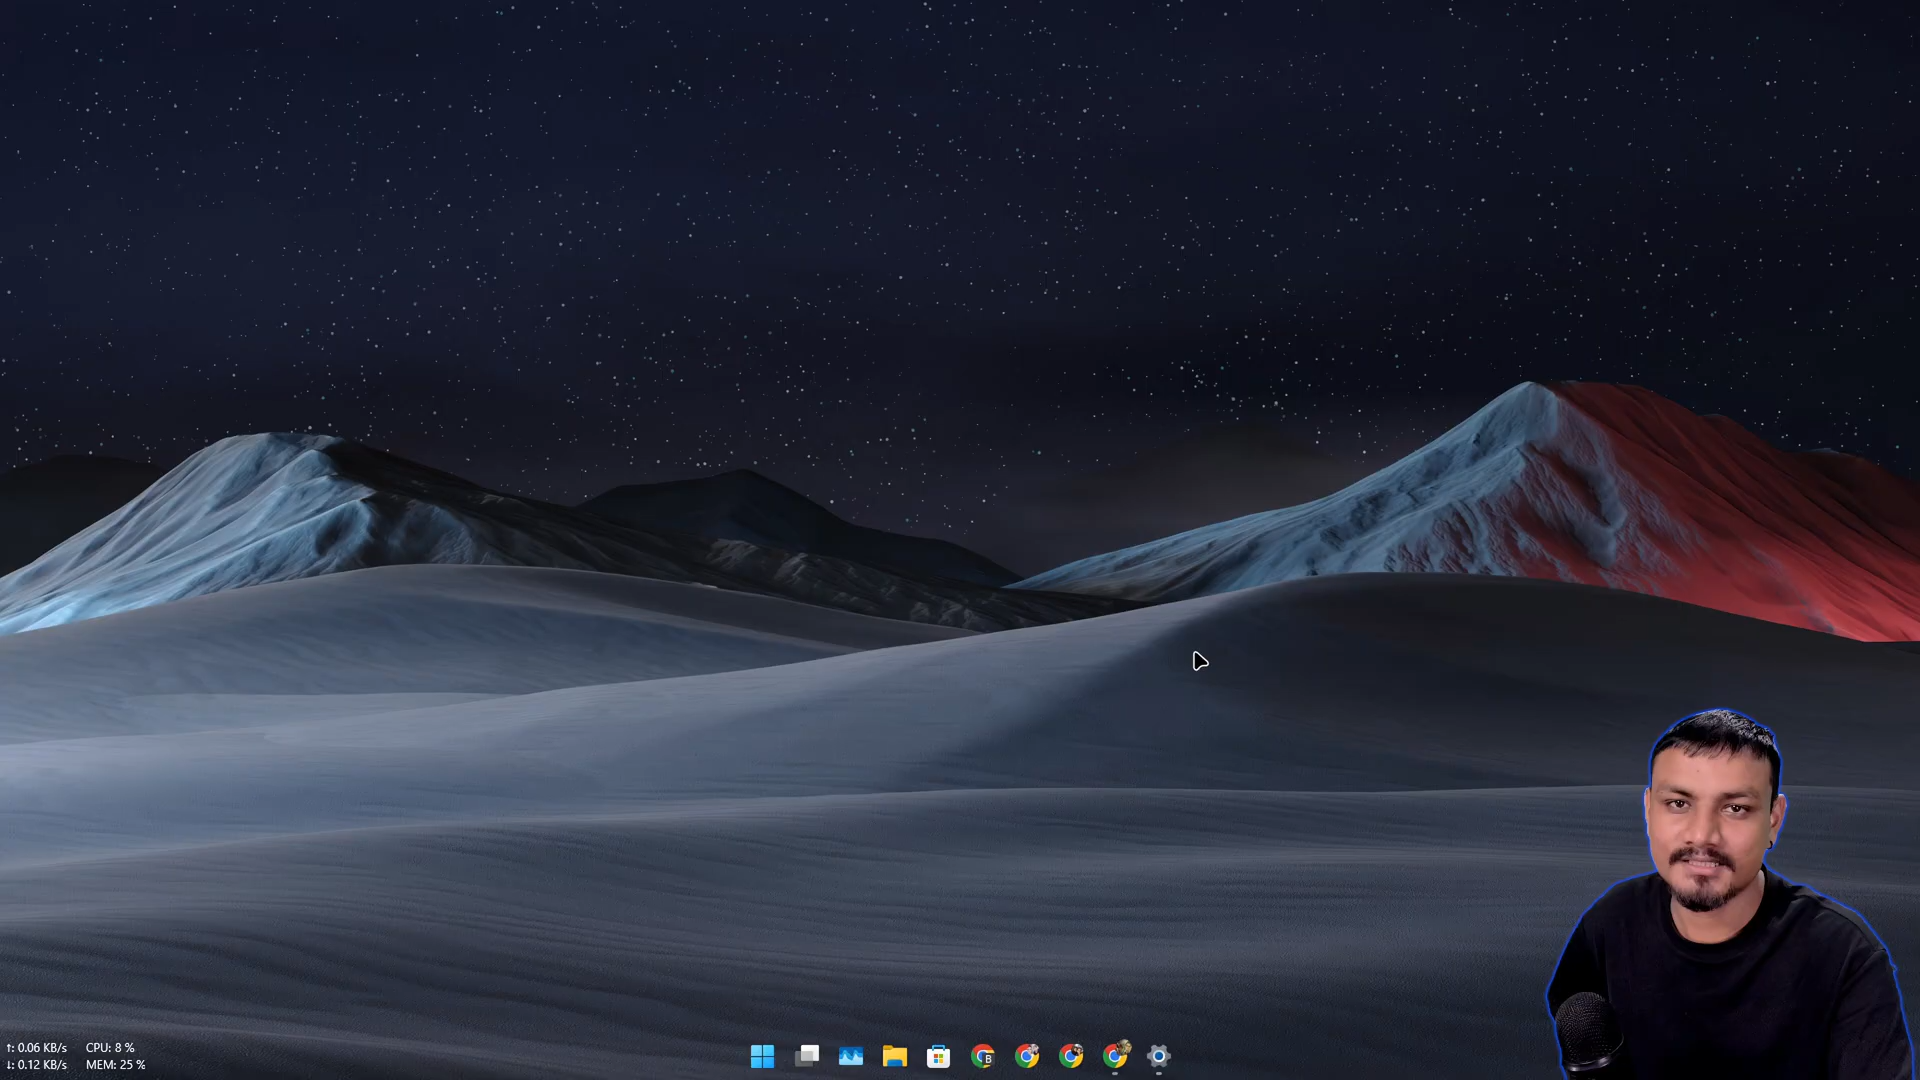 ↑: 0.06 KB/s CPU: 8 %
↓: 0.12 KB/s MEM: 25 %
B